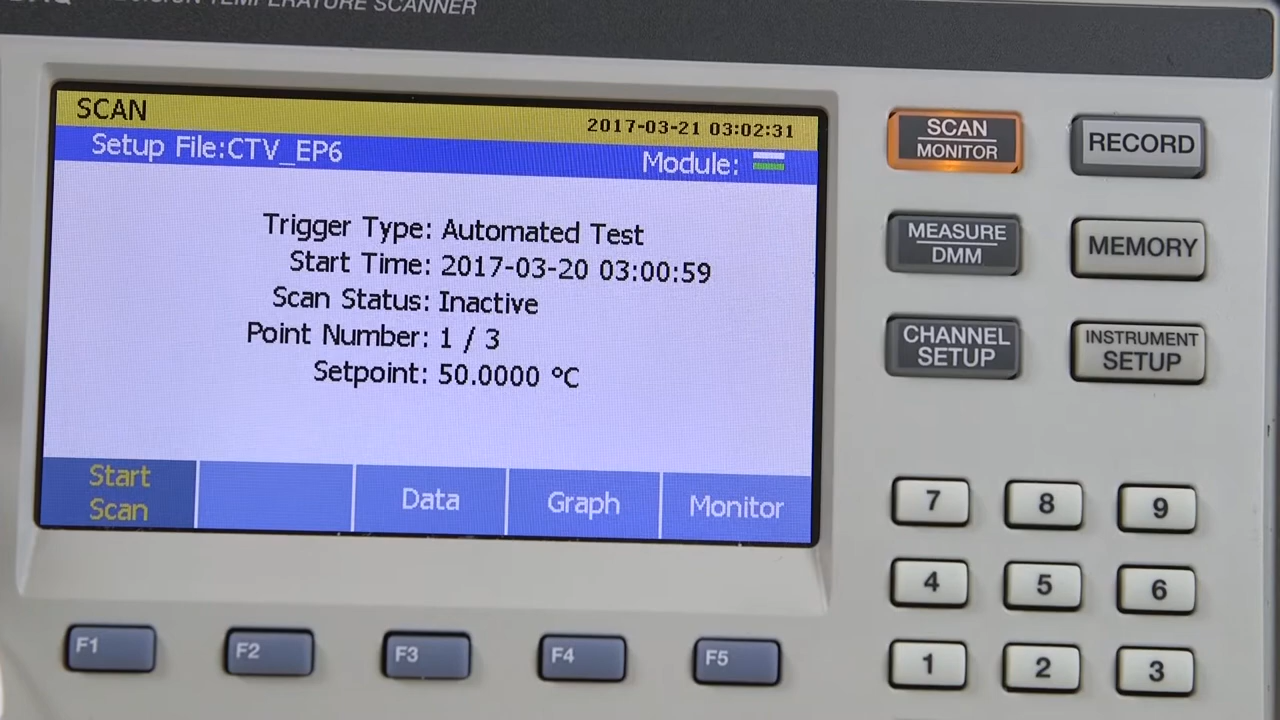 TEMPERATURE SCANNER
SCAN
2017-03-21 03:02:31
Setup File:CTV_EP6
Module:
Trigger Type: Automated Test
Start Time: 2017-03-20 03:00:59
Scan Status: Inactive
Point Number: 1 / 3
Setpoint: 50.0000 °C
Start
Scan
Data
Graph
Monitor
F1
F2
F3
F4
F5
SCAN
MONITOR
RECORD
MEASURE
DMM
MEMORY
CHANNEL
SETUP
INSTRUMENT
SETUP
7
8
9
4
5
6
1
2
3